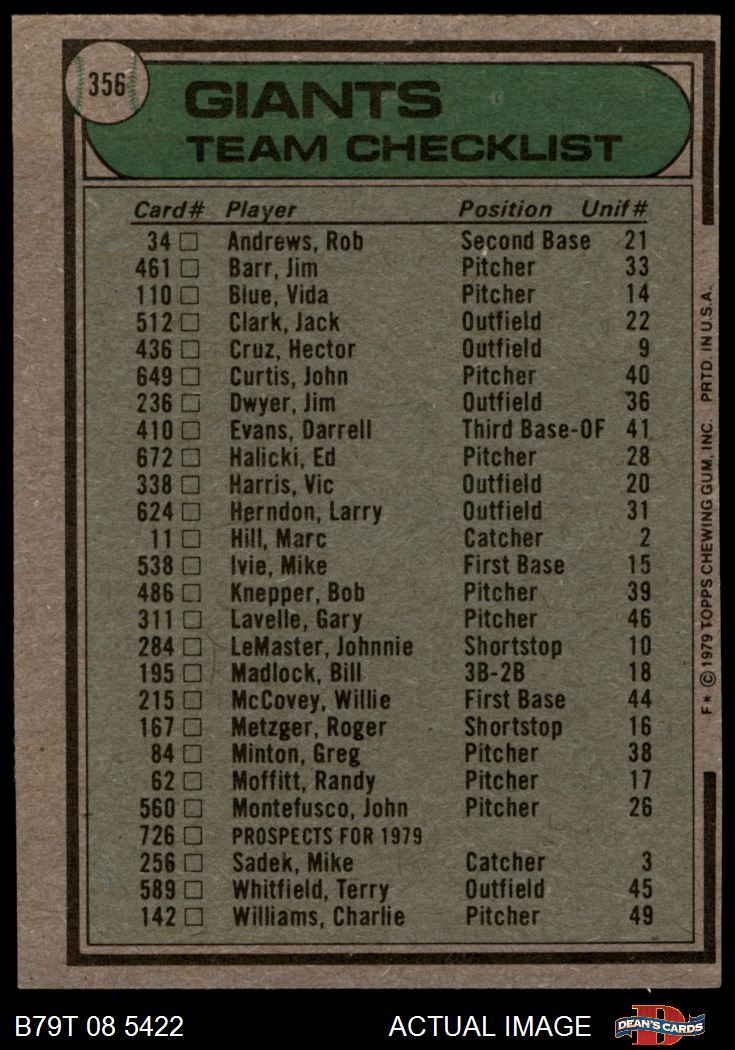 356
GIANTS
TEAM CHECKLIST
Card# Player Position Unif#
34 □ Andrews, Rob Second Base 21
461 □ Barr, Jim Pitcher 33
110 □ Blue, Vida Pitcher 14
512 □ Clark, Jack Outfield 22
436 □ Cruz, Hector Outfield 9
649 □ Curtis, John Pitcher 40
236 □ Dwyer, Jim Outfield 36
410 □ Evans, Darrell Third Base-OF 41
672 □ Halicki, Ed Pitcher 28
338 □ Harris, Vic Outfield 20
624 □ Herndon, Larry Outfield 31
11 □ Hill, Marc Catcher 2
538 □ Ivie, Mike First Base 15
486 □ Knepper, Bob Pitcher 39
311 □ Lavelle, Gary Pitcher 46
284 □ LeMaster, Johnnie Shortstop 10
195 □ Madlock, Bill 3B-2B 18
215 □ McCovey, Willie First Base 44
167 □ Metzger, Roger Shortstop 16
84 □ Minton, Greg Pitcher 38
62 □ Moffitt, Randy Pitcher 17
560 □ Montefusco, John Pitcher 26
726 □ PROSPECTS FOR 1979
256 □ Sadek, Mike Catcher 3
589 □ Whitfield, Terry Outfield 45
142 □ Williams, Charlie Pitcher 49
F* © 1979 TOPPS CHEWING GUM, INC. PRTD. IN U.S.A.
B79T 08 5422 ACTUAL IMAGE
D
DEAN'S CARDS